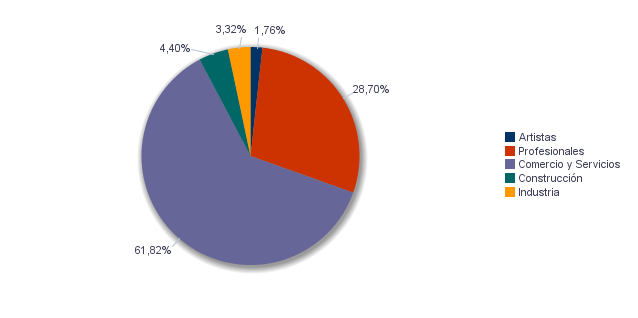 3,32%
1,76%
4,40%
28,70%
61,82%
Artistas
Profesionales
Comercio y Servicios
Construcción
Industria